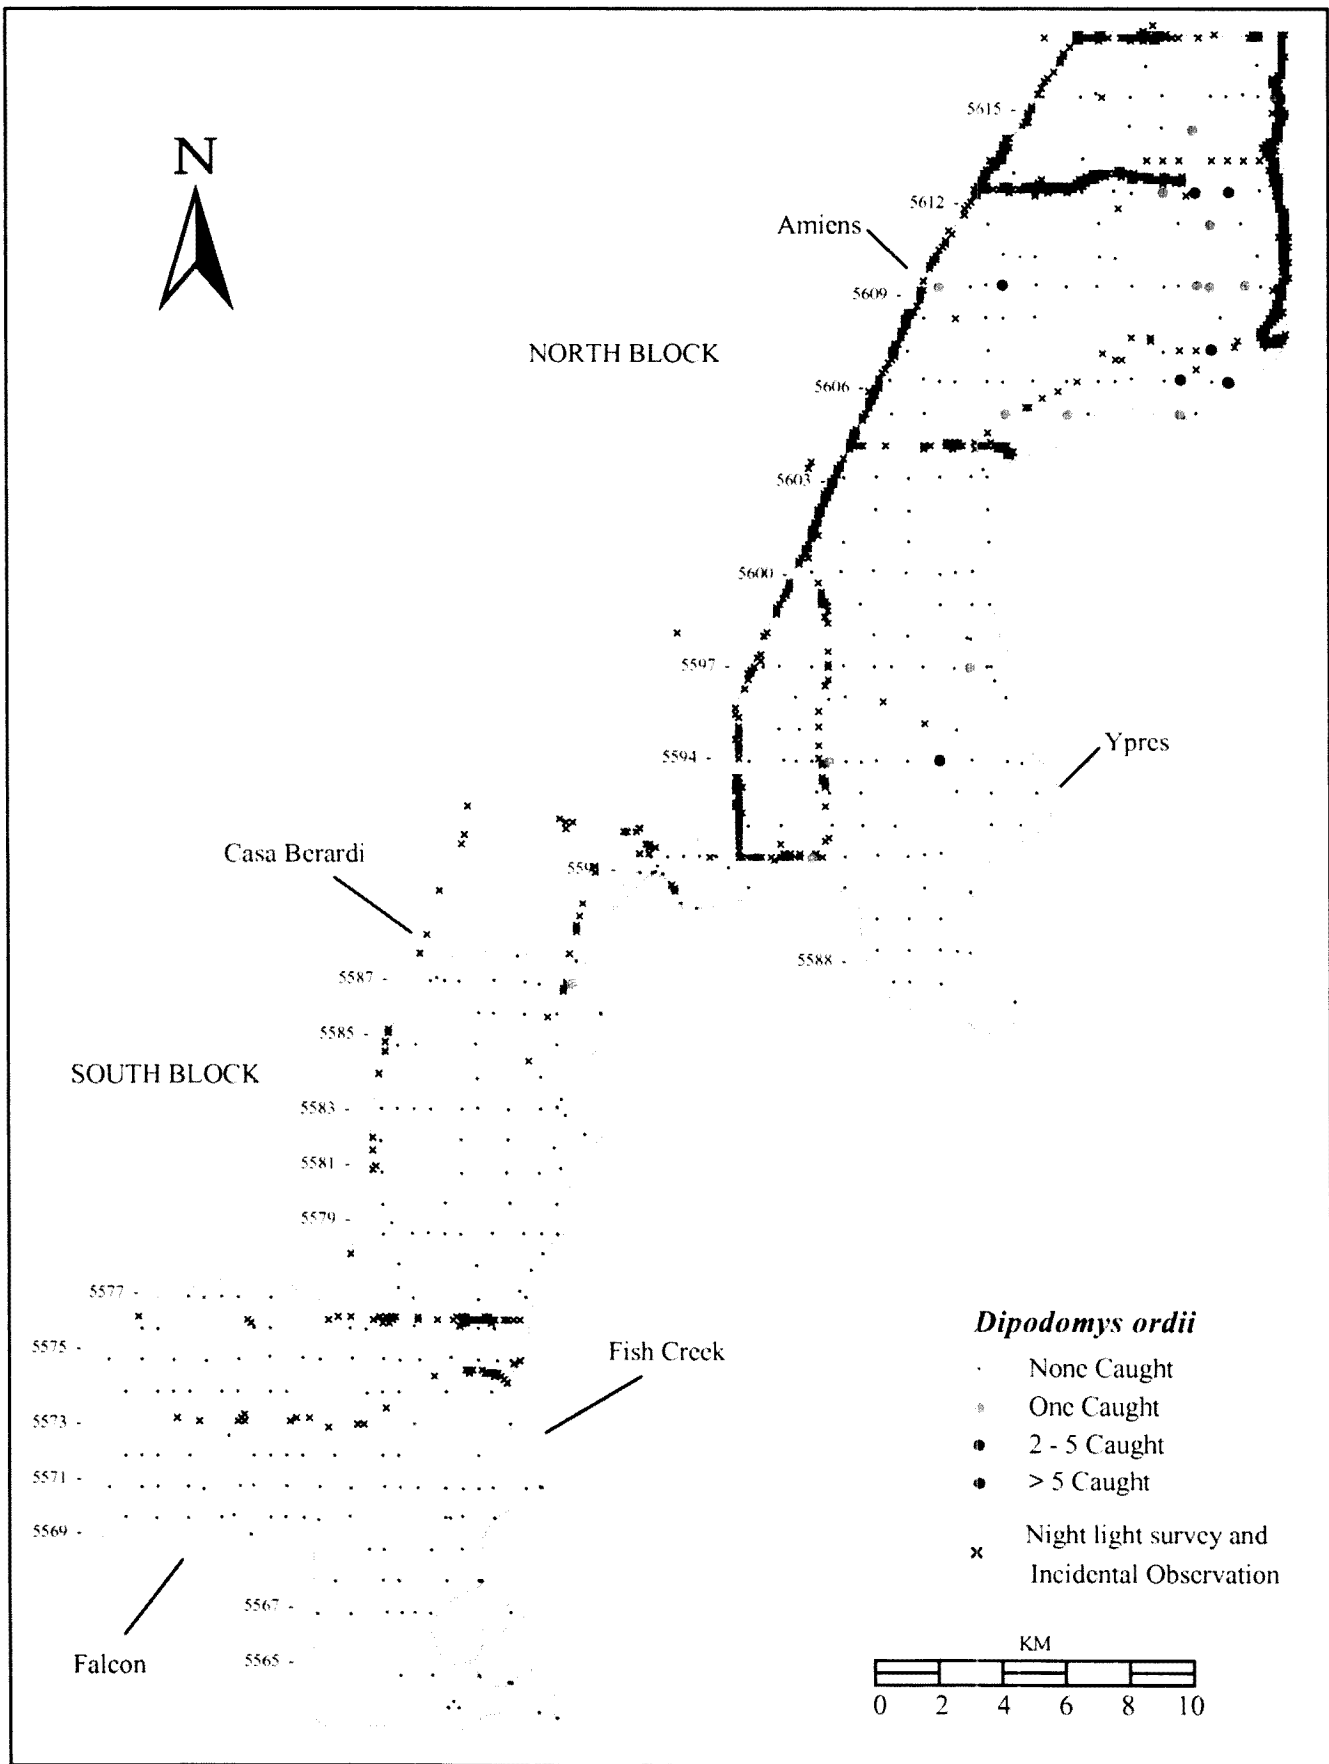 N
5615 -
5612 -
Amiens
5609 -
NORTH BLOCK
5606 -
5603 -
5600 -
5597 -
5594 -
Ypres
Casa Berardi
559
5588 -
5587 -
5585 -
SOUTH BLOCK
5583 -
5581 -
5579 -
5577 -
5575 -
Fish Creek
5573 -
5571 -
5569 -
5567 -
5565 -
Falcon
Dipodomys ordii
None Caught
One Caught
2 - 5 Caught
> 5 Caught
Night light survey and
Incidental Observation
KM
0 2 4 6 8 10